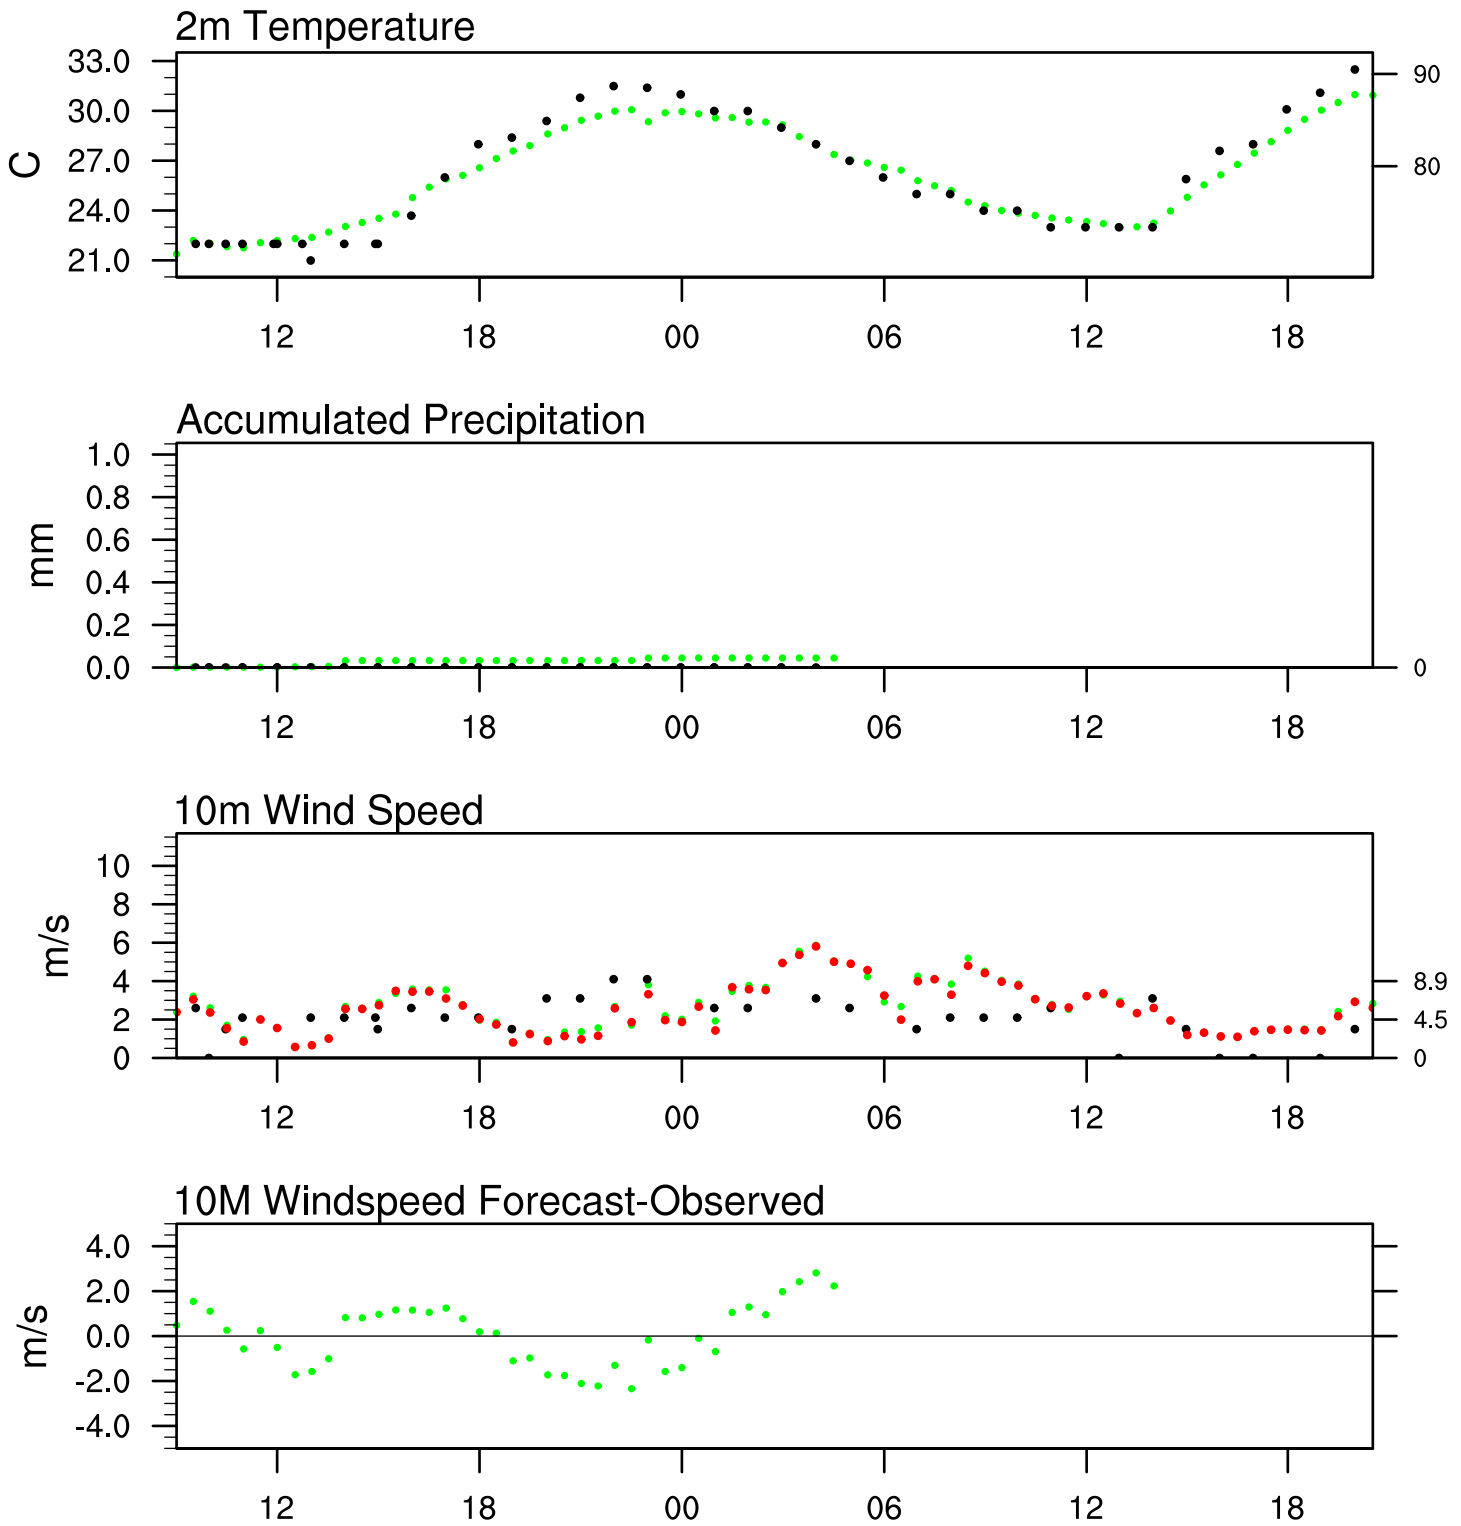 2m Temperature
33.0
30.0
27.0
24.0
21.0
C
90
80
12 18 00 06 12 18
Accumulated Precipitation
1.0
0.8
0.6
0.4
0.2
0.0
mm
0
12 18 00 06 12 18
10m Wind Speed
10
8
6
4
2
0
m/s
8.9
4.5
0
12 18 00 06 12 18
10M Windspeed Forecast-Observed
4.0
2.0
0.0
-2.0
-4.0
m/s
12 18 00 06 12 18